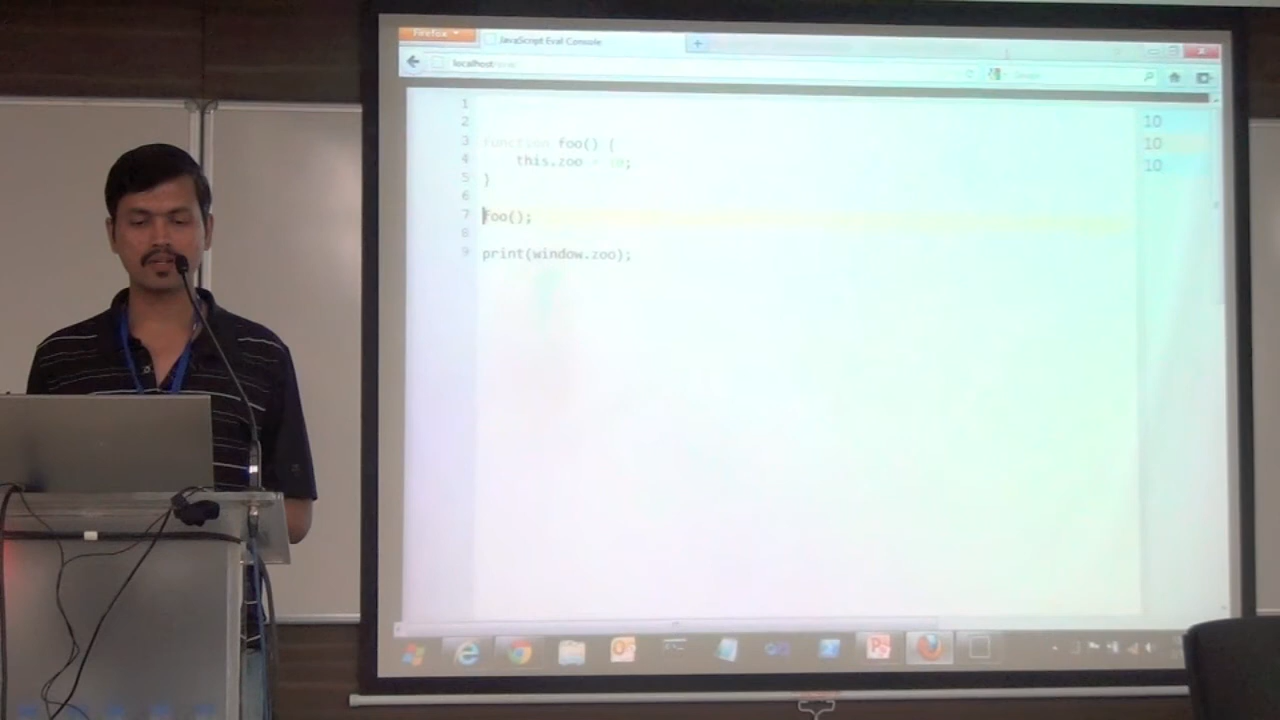 Firefox
JavaScript Eval Console
localhost
1
2
3 function foo() {
4 this.zoo = 10;
5 }
6
7 foo();
8
9 print(window.zoo);
10
10
10